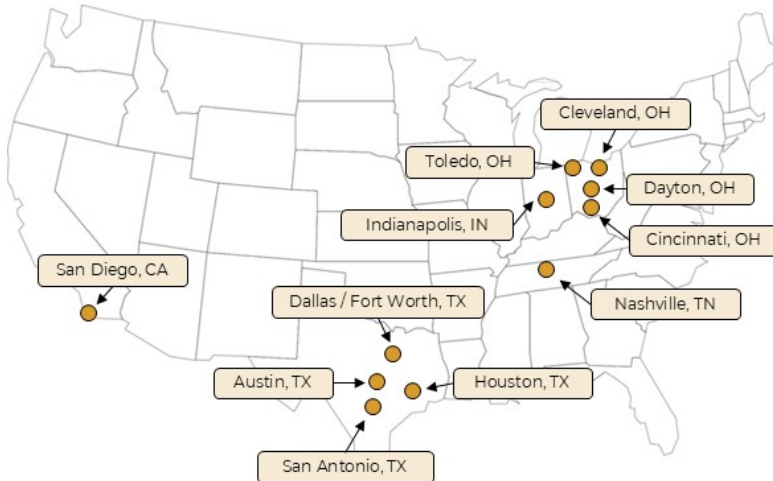 Cleveland, OH
Toledo, OH
Dayton, OH
Indianapolis, IN
Cincinnati, OH
San Diego, CA
Dallas / Fort Worth, TX
Nashville, TN
Austin, TX
Houston, TX
San Antonio, TX